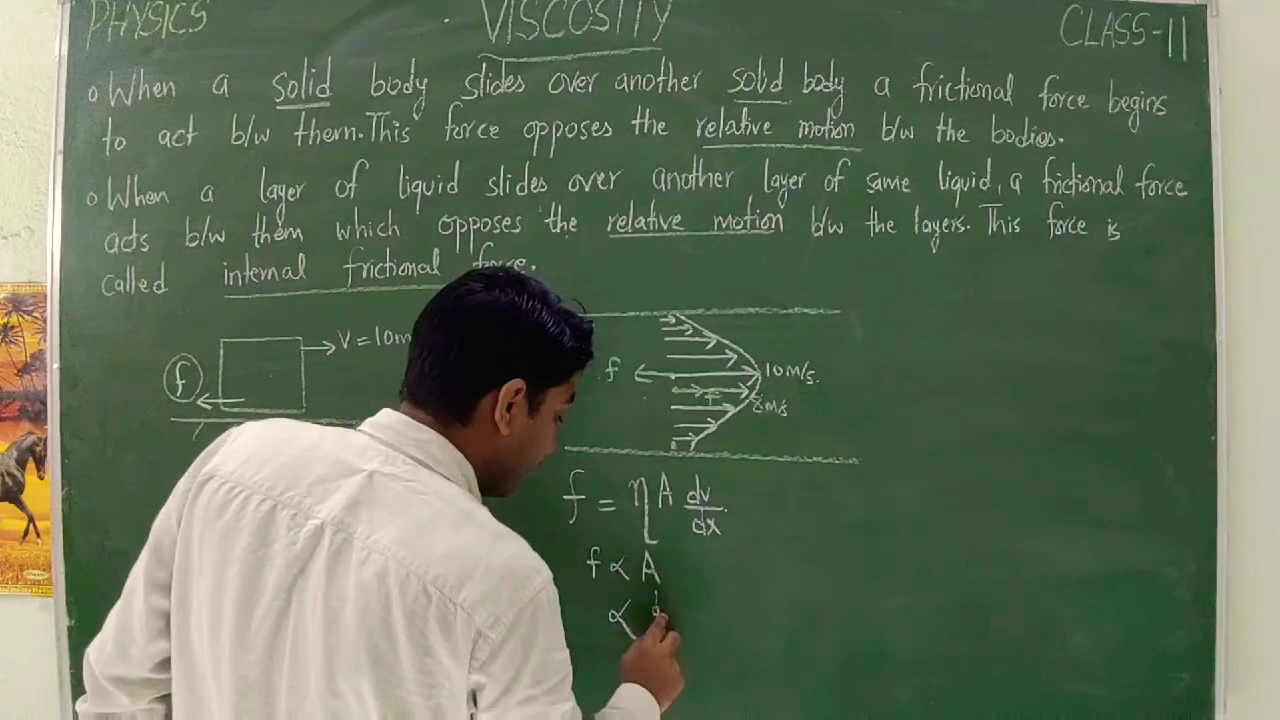 PHYSICS VISCOSITY CLASS-11
• When a solid body slides over another solid body a frictional force begins
to act b/w them. This force opposes the relative motion b/w the bodies.
• When a layer of liquid slides over another layer of same liquid, a frictional force
acts b/w them which opposes the relative motion b/w the layers. This force is
called internal frictional force.
V = 10m
f
f
10m/s.
8m/s
f = η A dv/dx.
f ∝ A
∝